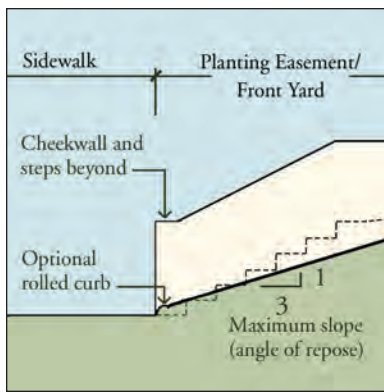 Sidewalk
Planting Easement/
Front Yard
Cheekwall and
steps beyond
Optional
rolled curb
1
3
Maximum slope
(angle of repose)